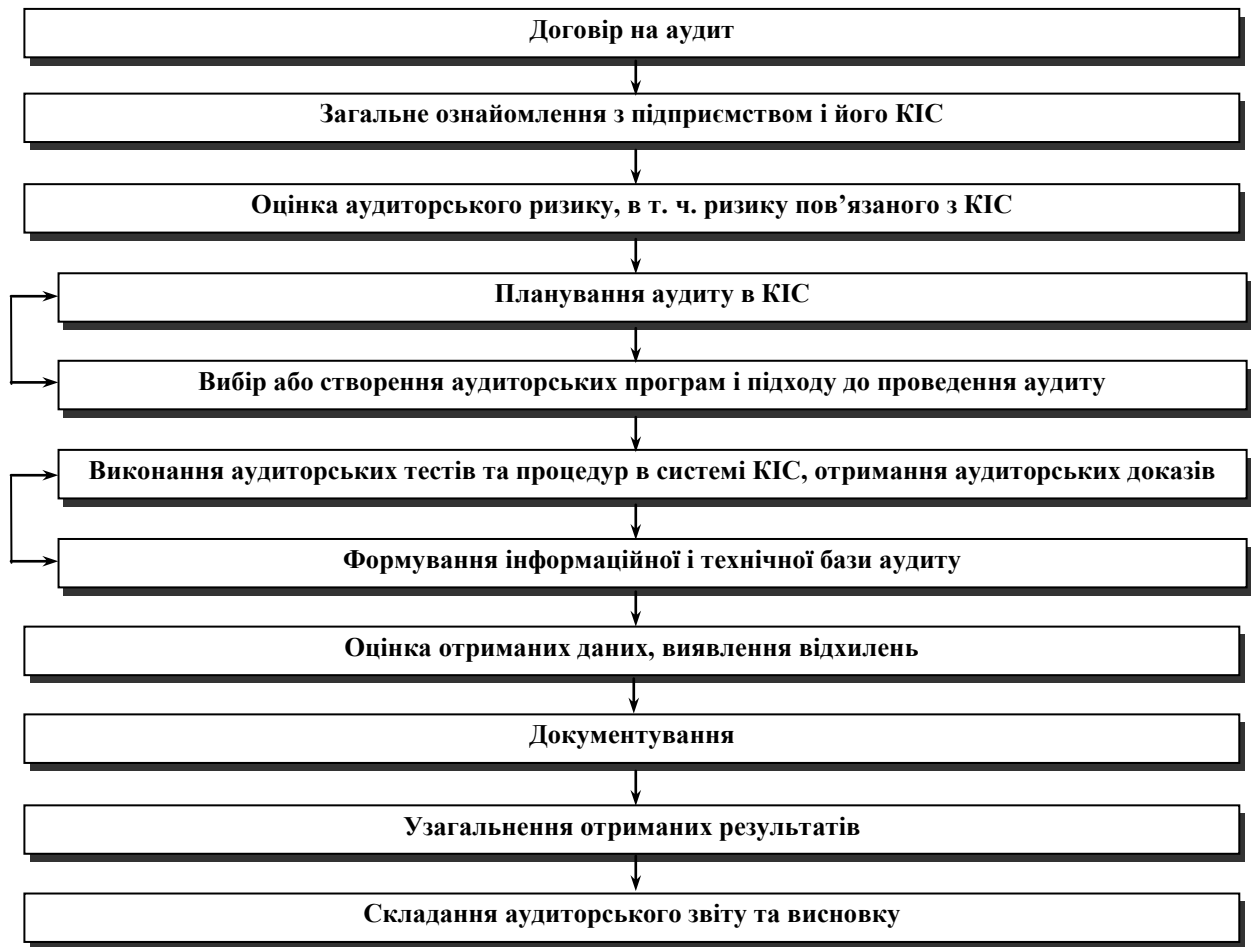 Договір на аудит
Загальне ознайомлення з підприємством і його КІС
Оцінка аудиторського ризику, в т. ч. ризику пов’язаного з КІС
Планування аудиту в КІС
Вибір або створення аудиторських програм і підходу до проведення аудиту
Виконання аудиторських тестів та процедур в системі КІС, отримання аудиторських доказів
Формування інформаційної і технічної бази аудиту
Оцінка отриманих даних, виявлення відхилень
Документування
Узагальнення отриманих результатів
Складання аудиторського звіту та висновку